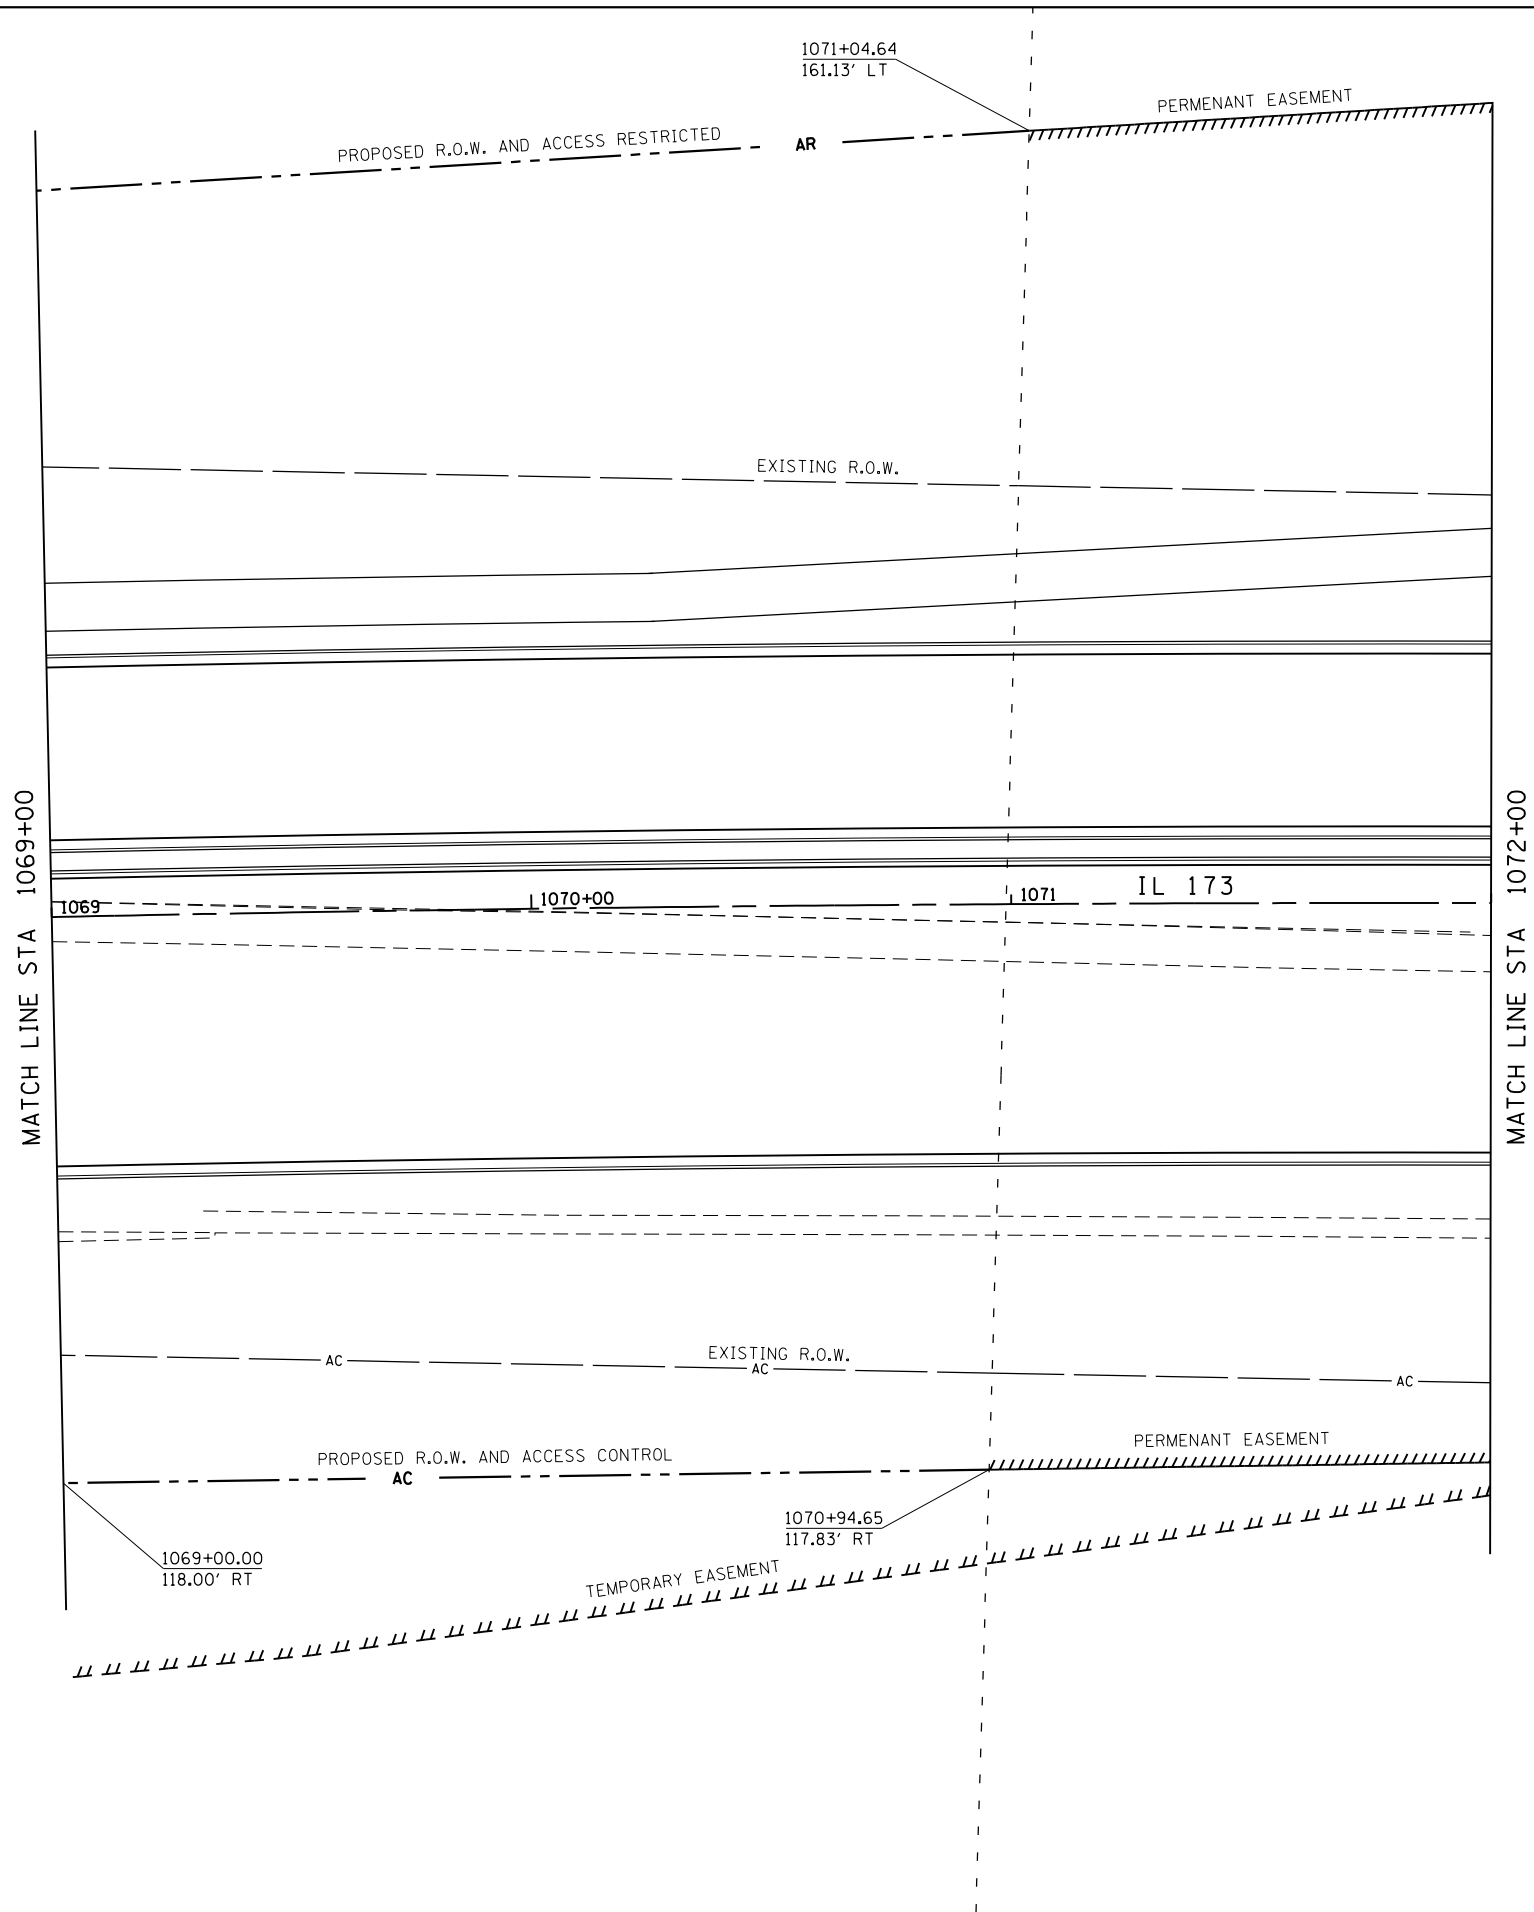 1071+04.64
161.13' LT
PERMENANT EASEMENT
PROPOSED R.O.W. AND ACCESS RESTRICTED
AR
EXISTING R.O.W.
MATCH LINE STA 1069+00
MATCH LINE STA 1072+00
IL 173
1069
1070+00
1071
EXISTING R.O.W.
AC
AC
AC
PROPOSED R.O.W. AND ACCESS CONTROL
AC
PERMENANT EASEMENT
1070+94.65
117.83' RT
1069+00.00
118.00' RT
TEMPORARY EASEMENT